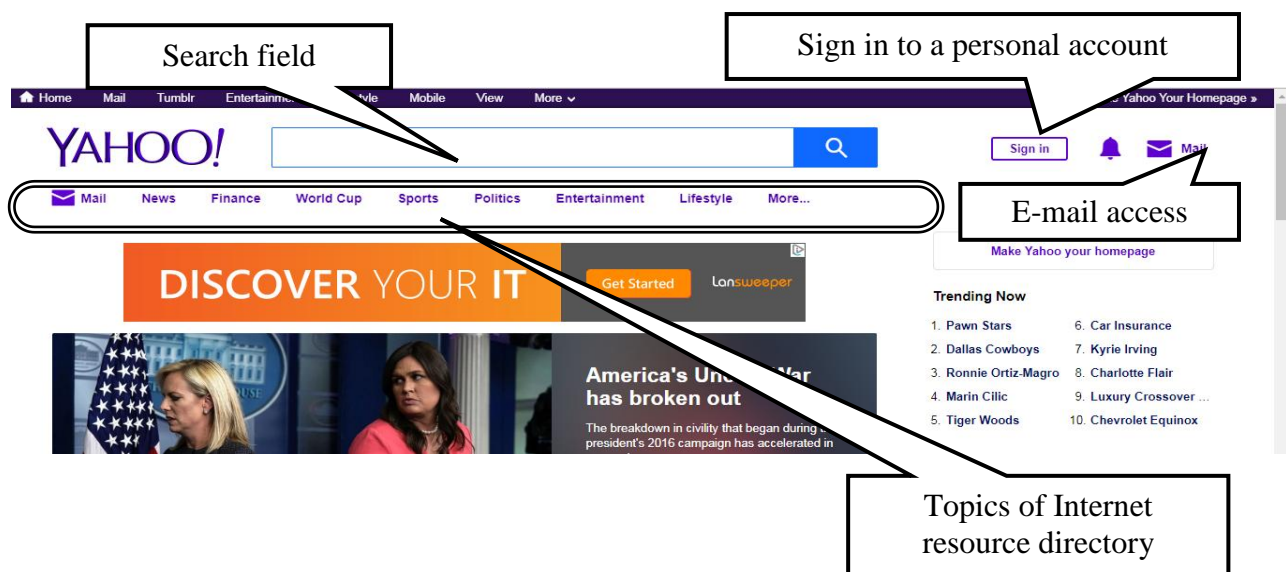 Search field
Sign in to a personal account
Home Mail Tumblr Mobile View More
Yahoo Your Homepage »
YAHOO!
Sign in Mail
Mail News Finance World Cup Sports Politics Entertainment Lifestyle More...
E-mail access
Make Yahoo your homepage
DISCOVER YOUR IT
Get Started
Lansweeper
Trending Now
1. Pawn Stars
2. Dallas Cowboys
3. Ronnie Ortiz-Magro
4. Marin Cilic
5. Tiger Woods
6. Car Insurance
7. Kyrie Irving
8. Charlotte Flair
9. Luxury Crossover ...
10. Chevrolet Equinox
America's War
has broken out
The breakdown in civility that began during
president's 2016 campaign has accelerated in
Topics of Internet
resource directory